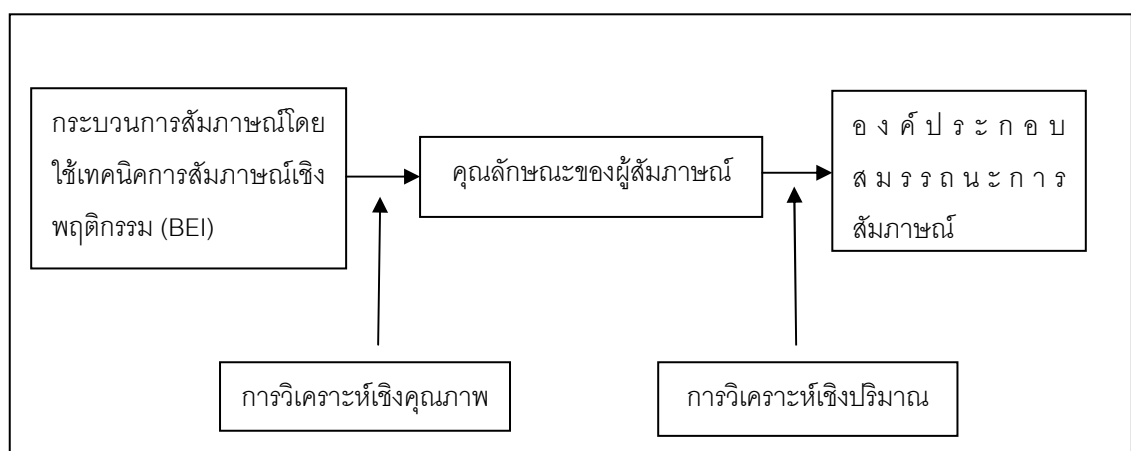 กระบวนการสัมภาษณ์โดย
ใช้เทคนิคการสัมภาษณ์เชิง
พฤติกรรม (BEI)
คุณลักษณะของผู้สัมภาษณ์
องค์ประกอบ
สมรรถนะการ
สัมภาษณ์
การวิเคราะห์เชิงคุณภาพ
การวิเคราะห์เชิงปริมาณ